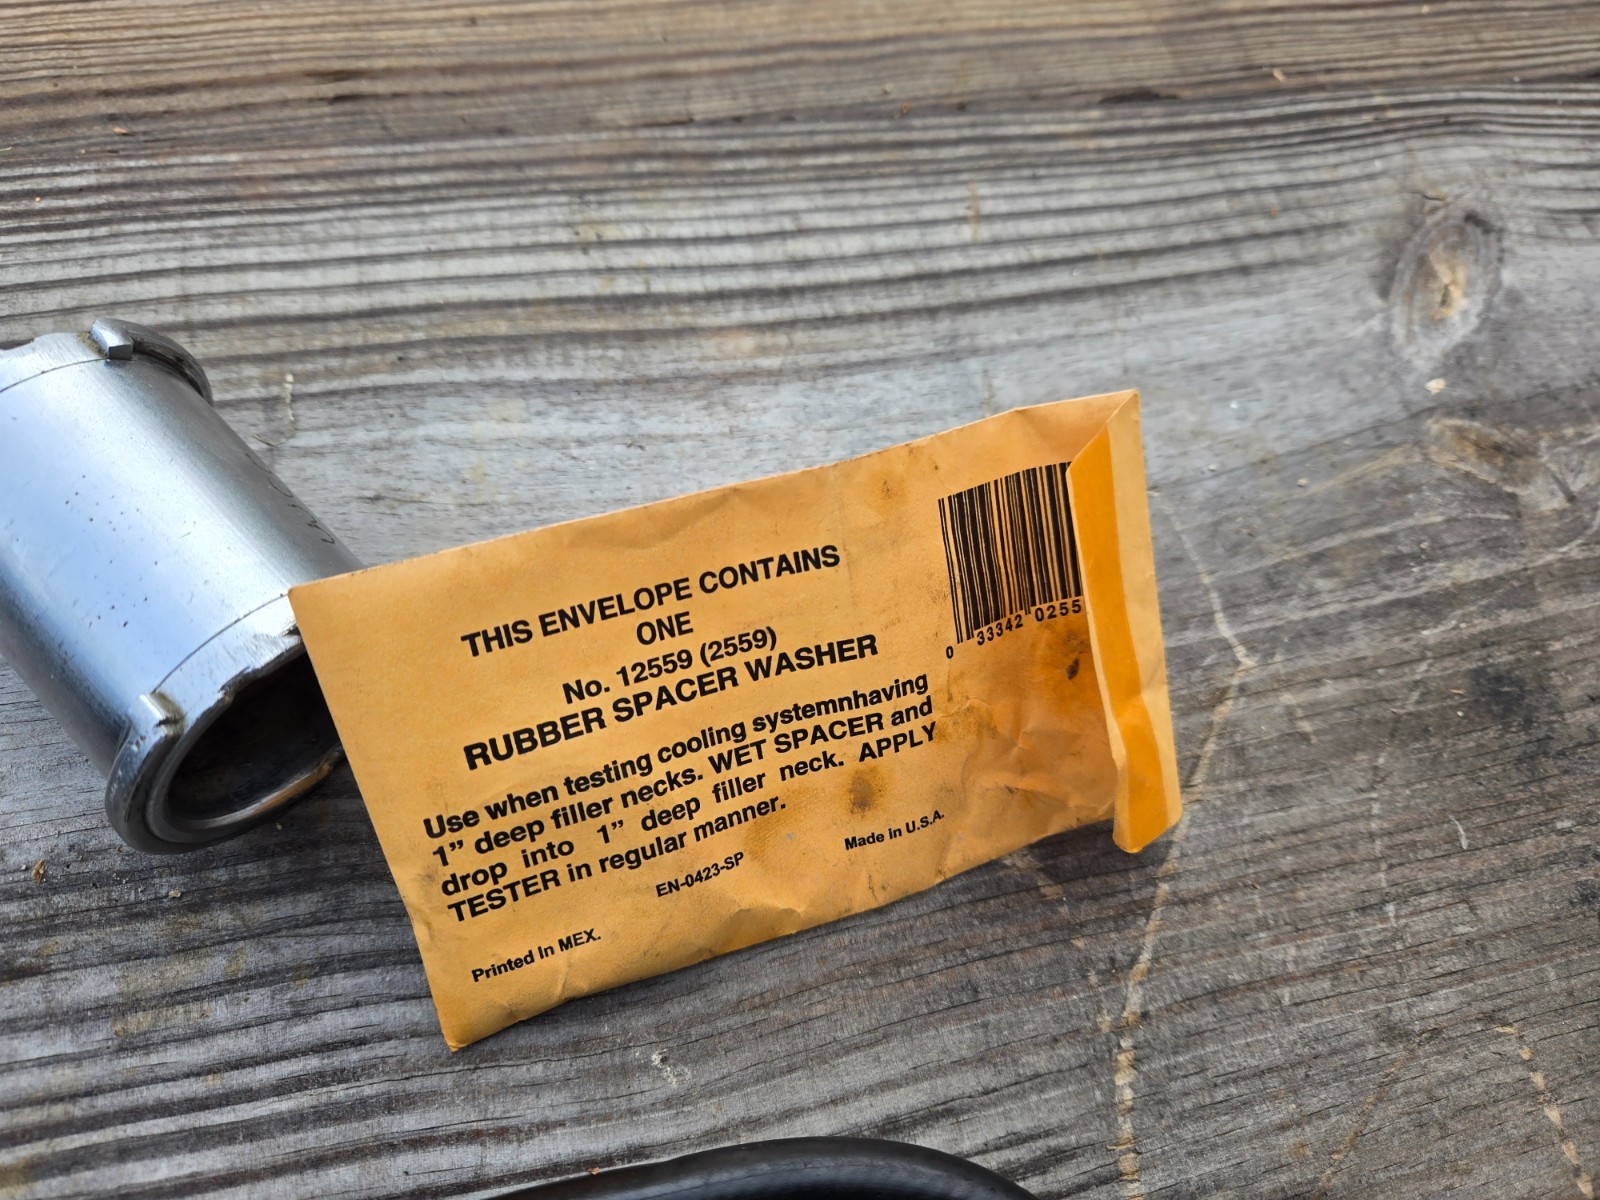 THIS ENVELOPE CONTAINS
ONE
No. 12559 (2559)
RUBBER SPACER WASHER
Use when testing cooling systemnhaving
1” deep filler necks. WET SPACER and
drop into 1” deep filler neck. APPLY
TESTER in regular manner.
EN-0423-SP
Made in U.S.A.
Printed In MEX.
0 33342 0255